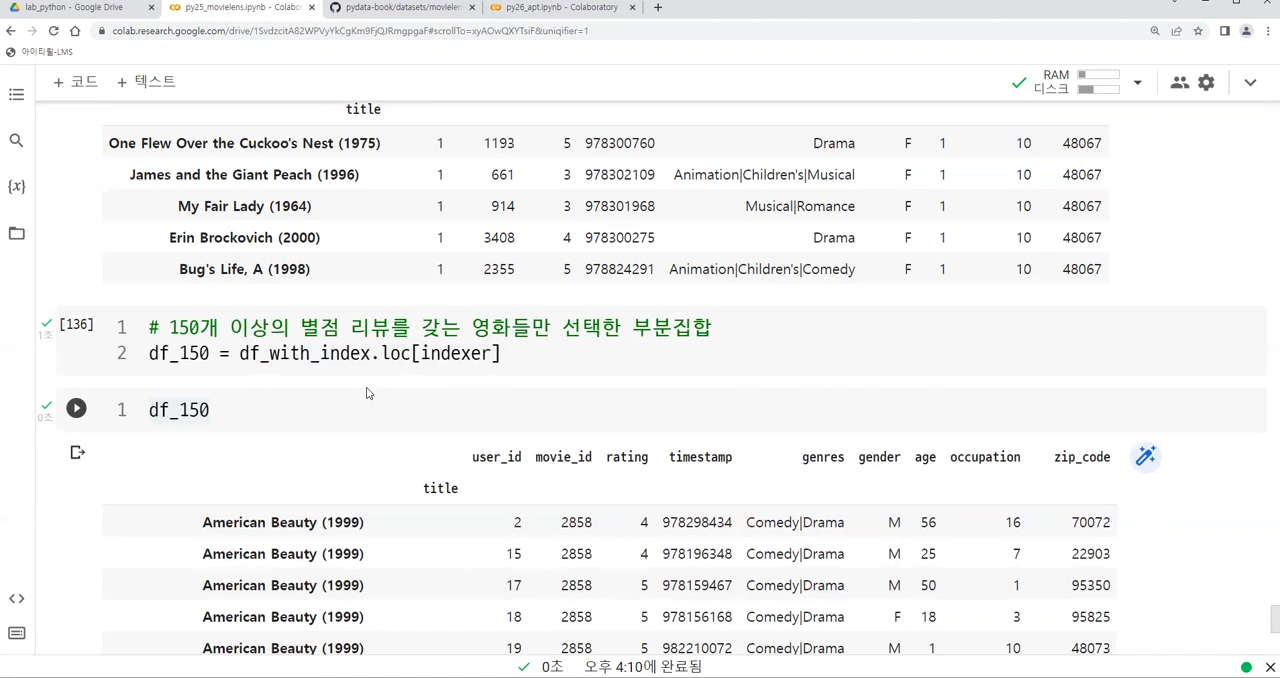 lab_python - Google Drive
py25_movielens.ipynb - Colabo
pydata-book/datasets/movielen
py26_apt.ipynb - Colaboratory
colab.research.google.com/drive/1SvdzcitA82WPVyYkCgKm9FjQJRmgpgaF#scrollTo=xyAOwQXYTsiF&uniqifier=1
아이티윌-LMS
+ 코드 + 텍스트
RAM
디스크
title
One Flew Over the Cuckoo's Nest (1975) 1 1193 5 978300760 Drama F 1 10 48067
James and the Giant Peach (1996) 1 661 3 978302109 Animation|Children's|Musical F 1 10 48067
My Fair Lady (1964) 1 914 3 978301968 Musical|Romance F 1 10 48067
Erin Brockovich (2000) 1 3408 4 978300275 Drama F 1 10 48067
Bug's Life, A (1998) 1 2355 5 978824291 Animation|Children's|Comedy F 1 10 48067
1조
[136] 1 # 150개 이상의 별점 리뷰를 갖는 영화들만 선택한 부분집합
2 df_150 = df_with_index.loc[indexer]
0조
1 df_150
user_id movie_id rating timestamp genres gender age occupation zip_code
title
American Beauty (1999) 2 2858 4 978298434 Comedy|Drama M 56 16 70072
American Beauty (1999) 15 2858 4 978196348 Comedy|Drama M 25 7 22903
American Beauty (1999) 17 2858 5 978159467 Comedy|Drama M 50 1 95350
American Beauty (1999) 18 2858 5 978156168 Comedy|Drama F 18 3 95825
American Beauty (1999) 19 2858 5 982210072 Comedy|Drama M 1 10 48073
0초 오후 4:10에 완료됨